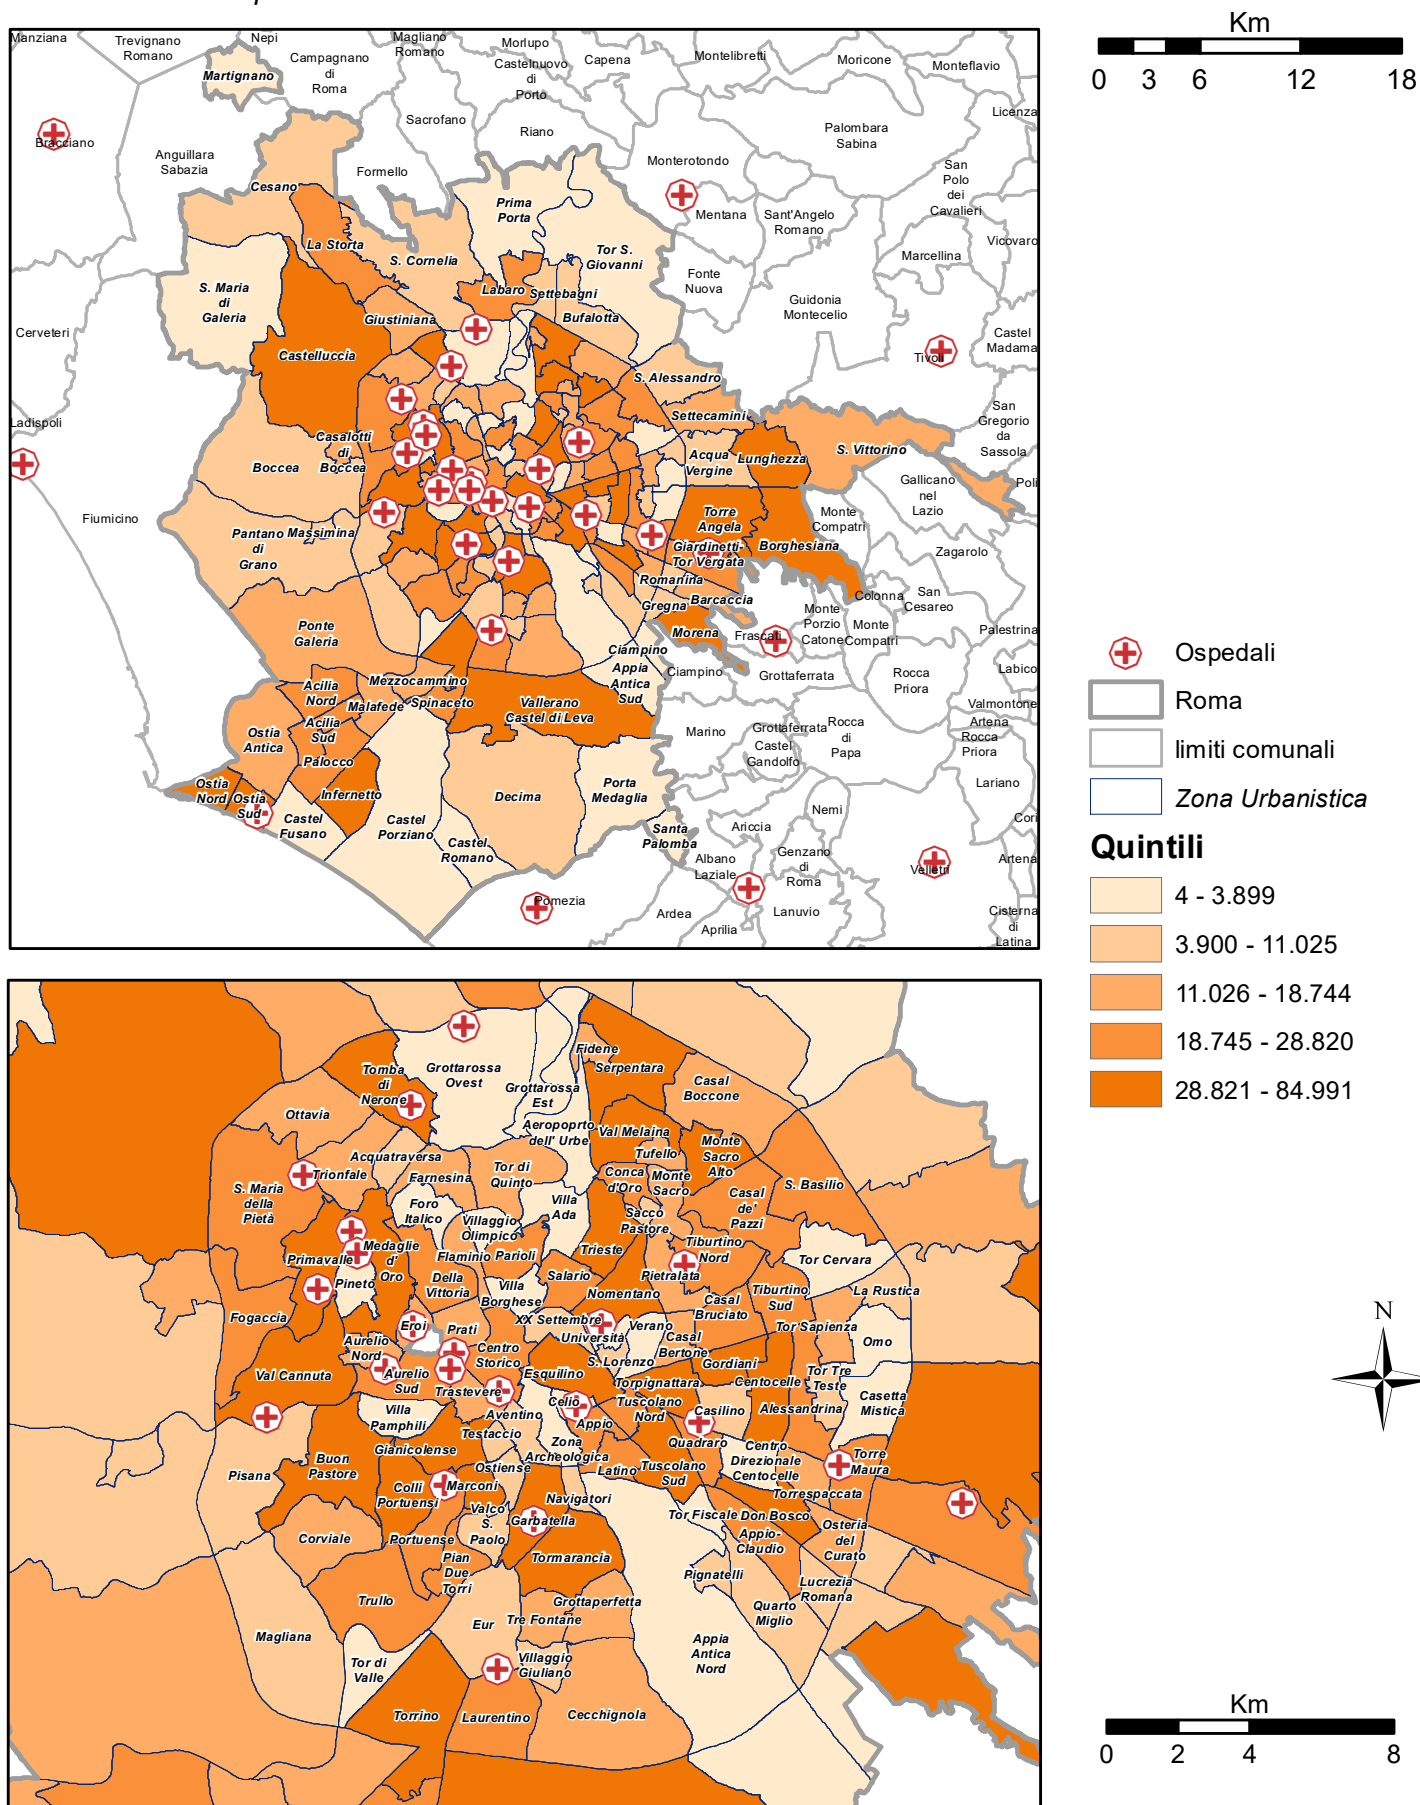 Manziana
Trevignano
Romano
Nepi
Campagnano
di
Roma
Magliano
Romano
Morlupo
Castelnuovo
di
Porto
Capena
Montelibretti
Moricone
Monteflavio
Martignano
Bracciano
Anguillara
Sabazia
Sacrofano
Riano
Formello
Monterotondo
Palombara
Sabina
Licenza
San
Polo
dei
Cavalieri
Mentana
Sant'Angelo
Romano
Vicovaro
Marcellina
Cesano
Prima
Porta
La Storta
S. Cornelia
Tor S.
Giovanni
Fonte
Nuova
Guidonia
Montecelio
S. Maria
di
Galeria
Labaro
Settebagni
Bufalotta
Giustiniana
Cerveteri
Castelluccia
Tivoli
Castel
Madama
S. Alessandro
Settecamini
Ladispoli
San
Gregorio
da
Sassola
Casalotti
di
Boccea
Boccea
Acqua
Vergine
Lunghezza
S. Vittorino
Gallicano
nel
Lazio
Poli
Fiumicino
Pantano
di
Grano
Massimina
Torre
Angela
Monte
Compatri
Giardinetti-
Tor Vergata
Borghesiana
Zagarolo
Romanina
Gregna
Barcaccia
Colonna
San
Cesareo
Monte
Porzio
Catone
Monte
Compatri
Palestrina
Ponte
Galeria
Morena
Frascati
Ciampino
Ciampino
Appia
Antica
Sud
Grottaferrata
Rocca
Priora
Labico
Valmontone
Acilia
Nord
Mezzocammino
Malafede
Spinaceto
Vallerano
Castel di Leva
Ostia
Antica
Acilia
Sud
Palocco
Marino
Grottaferrata
Castel
Gandolfo
Rocca
di
Papa
Artena
Rocca
Priora
Lariano
Ostia
Nord
Ostia
Sud
Infernetto
Castel
Fusano
Castel
Porziano
Castel
Romano
Decima
Porta
Medaglia
Santa
Palomba
Nemi
Ariccia
Cori
Albano
Laziale
Genzano
di
Roma
Velletri
Artena
Pomezia
Ardea
Aprilia
Lanuvio
Cisterna
di
Latina
Km
0 3 6 12 18
Ospedali
Roma
limiti comunali
Zona Urbanistica
Quintili
4 - 3.899
3.900 - 11.025
11.026 - 18.744
18.745 - 28.820
28.821 - 84.991
Tomba
di
Nerone
Grottarossa
Ovest
Grottarossa
Est
Fidene
Serpentara
Casal
Boccone
Ottavia
Aeropoprto
dell' Urbe
Val Melaina
Tufello
Monte
Sacro
Alto
Acquatraversa
Trionfale
Farnesina
Tor di
Quinto
Conca
d'Oro
Monte
Sacro
S. Basilio
S. Maria
della
Pietà
Foro
Italico
Villa
Ada
Sacco
Pastore
Casal
de'
Pazzi
Villaggio
Olimpico
Primavalle
Medaglie
d'
Oro
Flaminio
Parioli
Trieste
Tiburtino
Nord
Tor Cervara
Pineto
Della
Vittoria
Villa
Borghese
Salario
Nomentano
Pietralata
Casal
Bruciato
Tiburtino
Sud
La Rustica
Fogaccia
Eroi
Prati
XX Settembre
Università
Verano
Tor Sapienza
Omo
Aurelio
Nord
Centro
Storico
S. Lorenzo
Casal
Bertone
Gordiani
Val Cannuta
Aurelio
Sud
Trastevere
Esquilino
Torpignattara
Centocelle
Tor Tre
Teste
Casetta
Mistica
Villa
Pamphili
Aventino
Celio
Appio
Tuscolano
Nord
Casilino
Alessandrina
Gianicolense
Testaccio
Zona
Archeologica
Quadraro
Centro
Direzionale
Centocelle
Torre
Maura
Pisana
Buon
Pastore
Ostiense
Latino
Tuscolano
Sud
Torrespaccata
Colli
Portuensi
Marconi
Valco
S.
Paolo
Navigatori
Garbatella
Tor Fiscale
Don Bosco
Appio-
Claudio
Osteria
del
Curato
Corviale
Portuense
Pian
Due
Torri
Tormarancia
Pignatelli
Lucrezia
Romana
Trullo
Grottaperfetta
Eur
Tre Fontane
Quarto
Miglio
Magliana
Tor di
Valle
Villaggio
Giuliano
Appia
Antica
Nord
Torrino
Laurentino
Cecchignola
N
Km
0 2 4 8